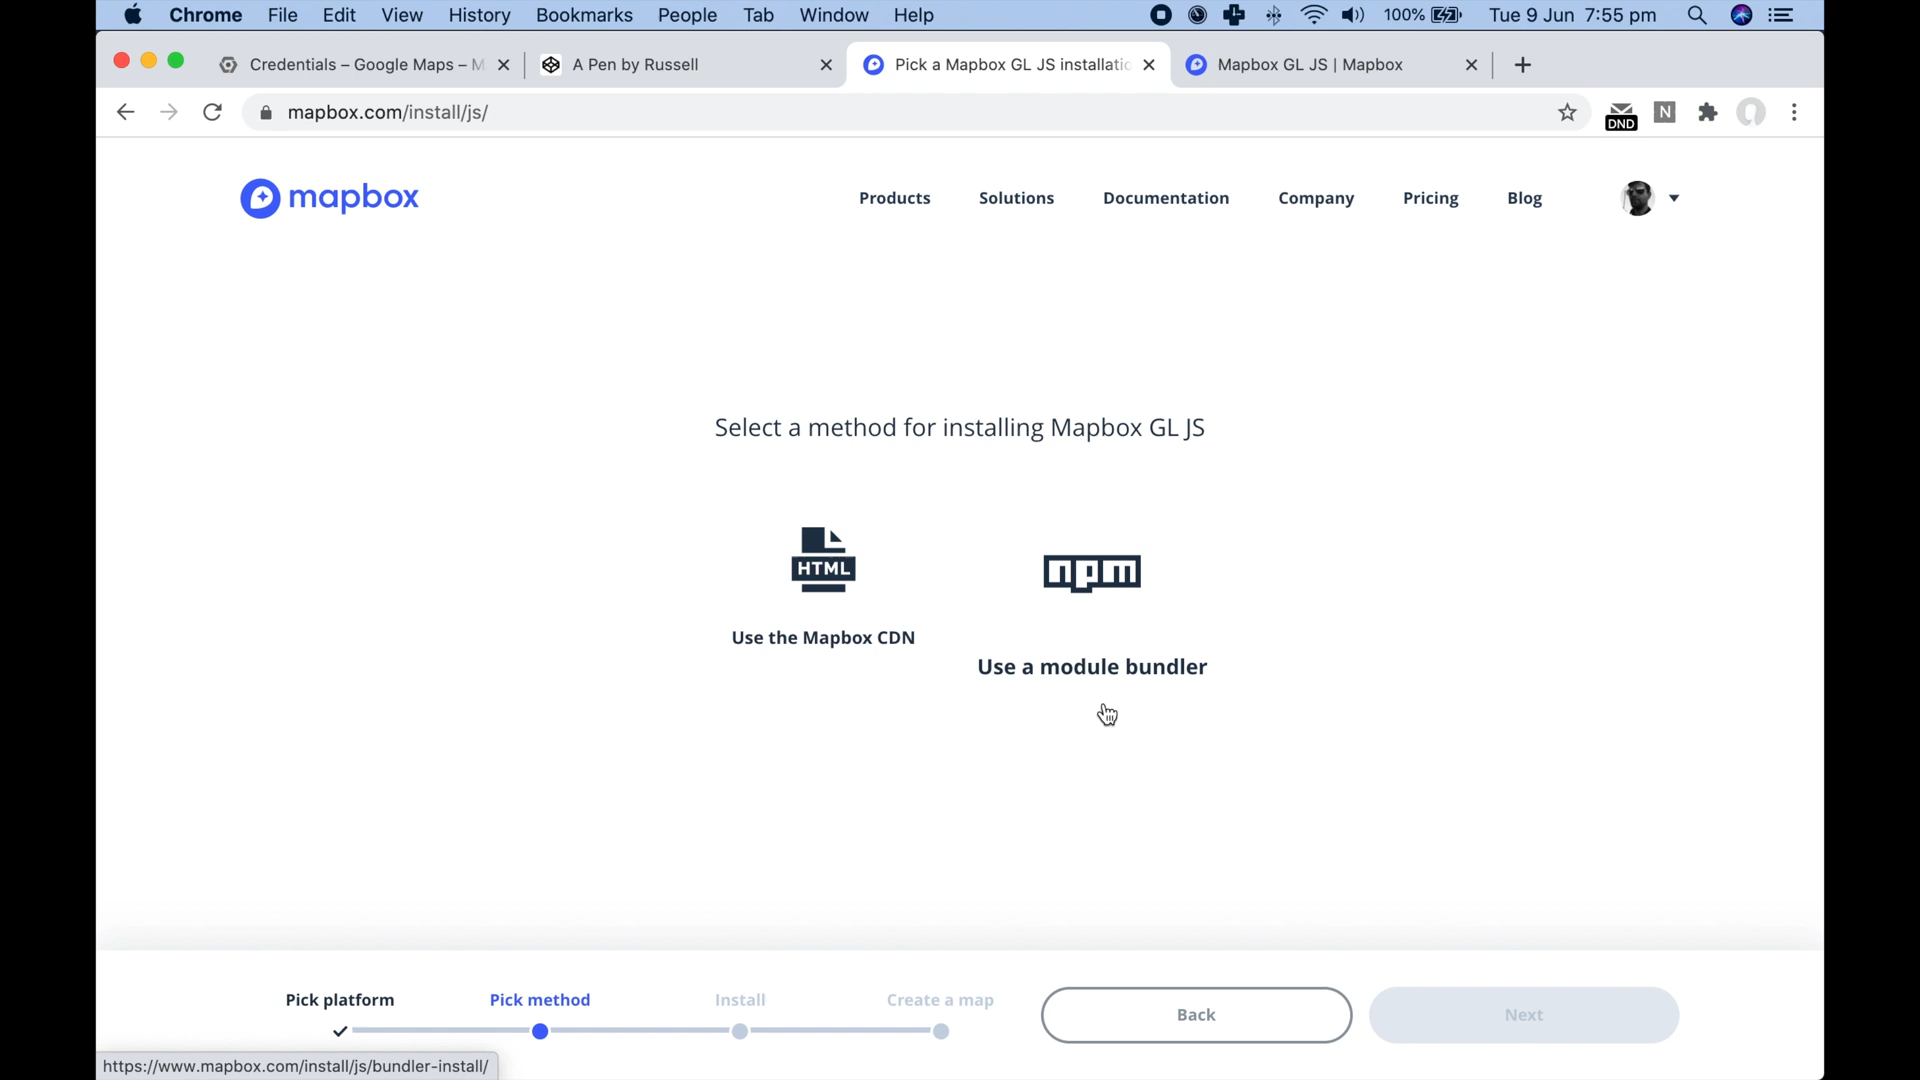 Chrome File Edit View History Bookmarks People Tab Window Help 100% Tue 9 Jun 7:55 pm
Credentials – Google Maps – M
A Pen by Russell
Pick a Mapbox GL JS installatio
Mapbox GL JS | Mapbox
mapbox.com/install/js/
DND
N
mapbox
Products Solutions Documentation Company Pricing Blog
Select a method for installing Mapbox GL JS
HTML
npm
Use the Mapbox CDN
Use a module bundler
Pick platform
Pick method
Install
Create a map
Back
Next
https://www.mapbox.com/install/js/bundler-install/